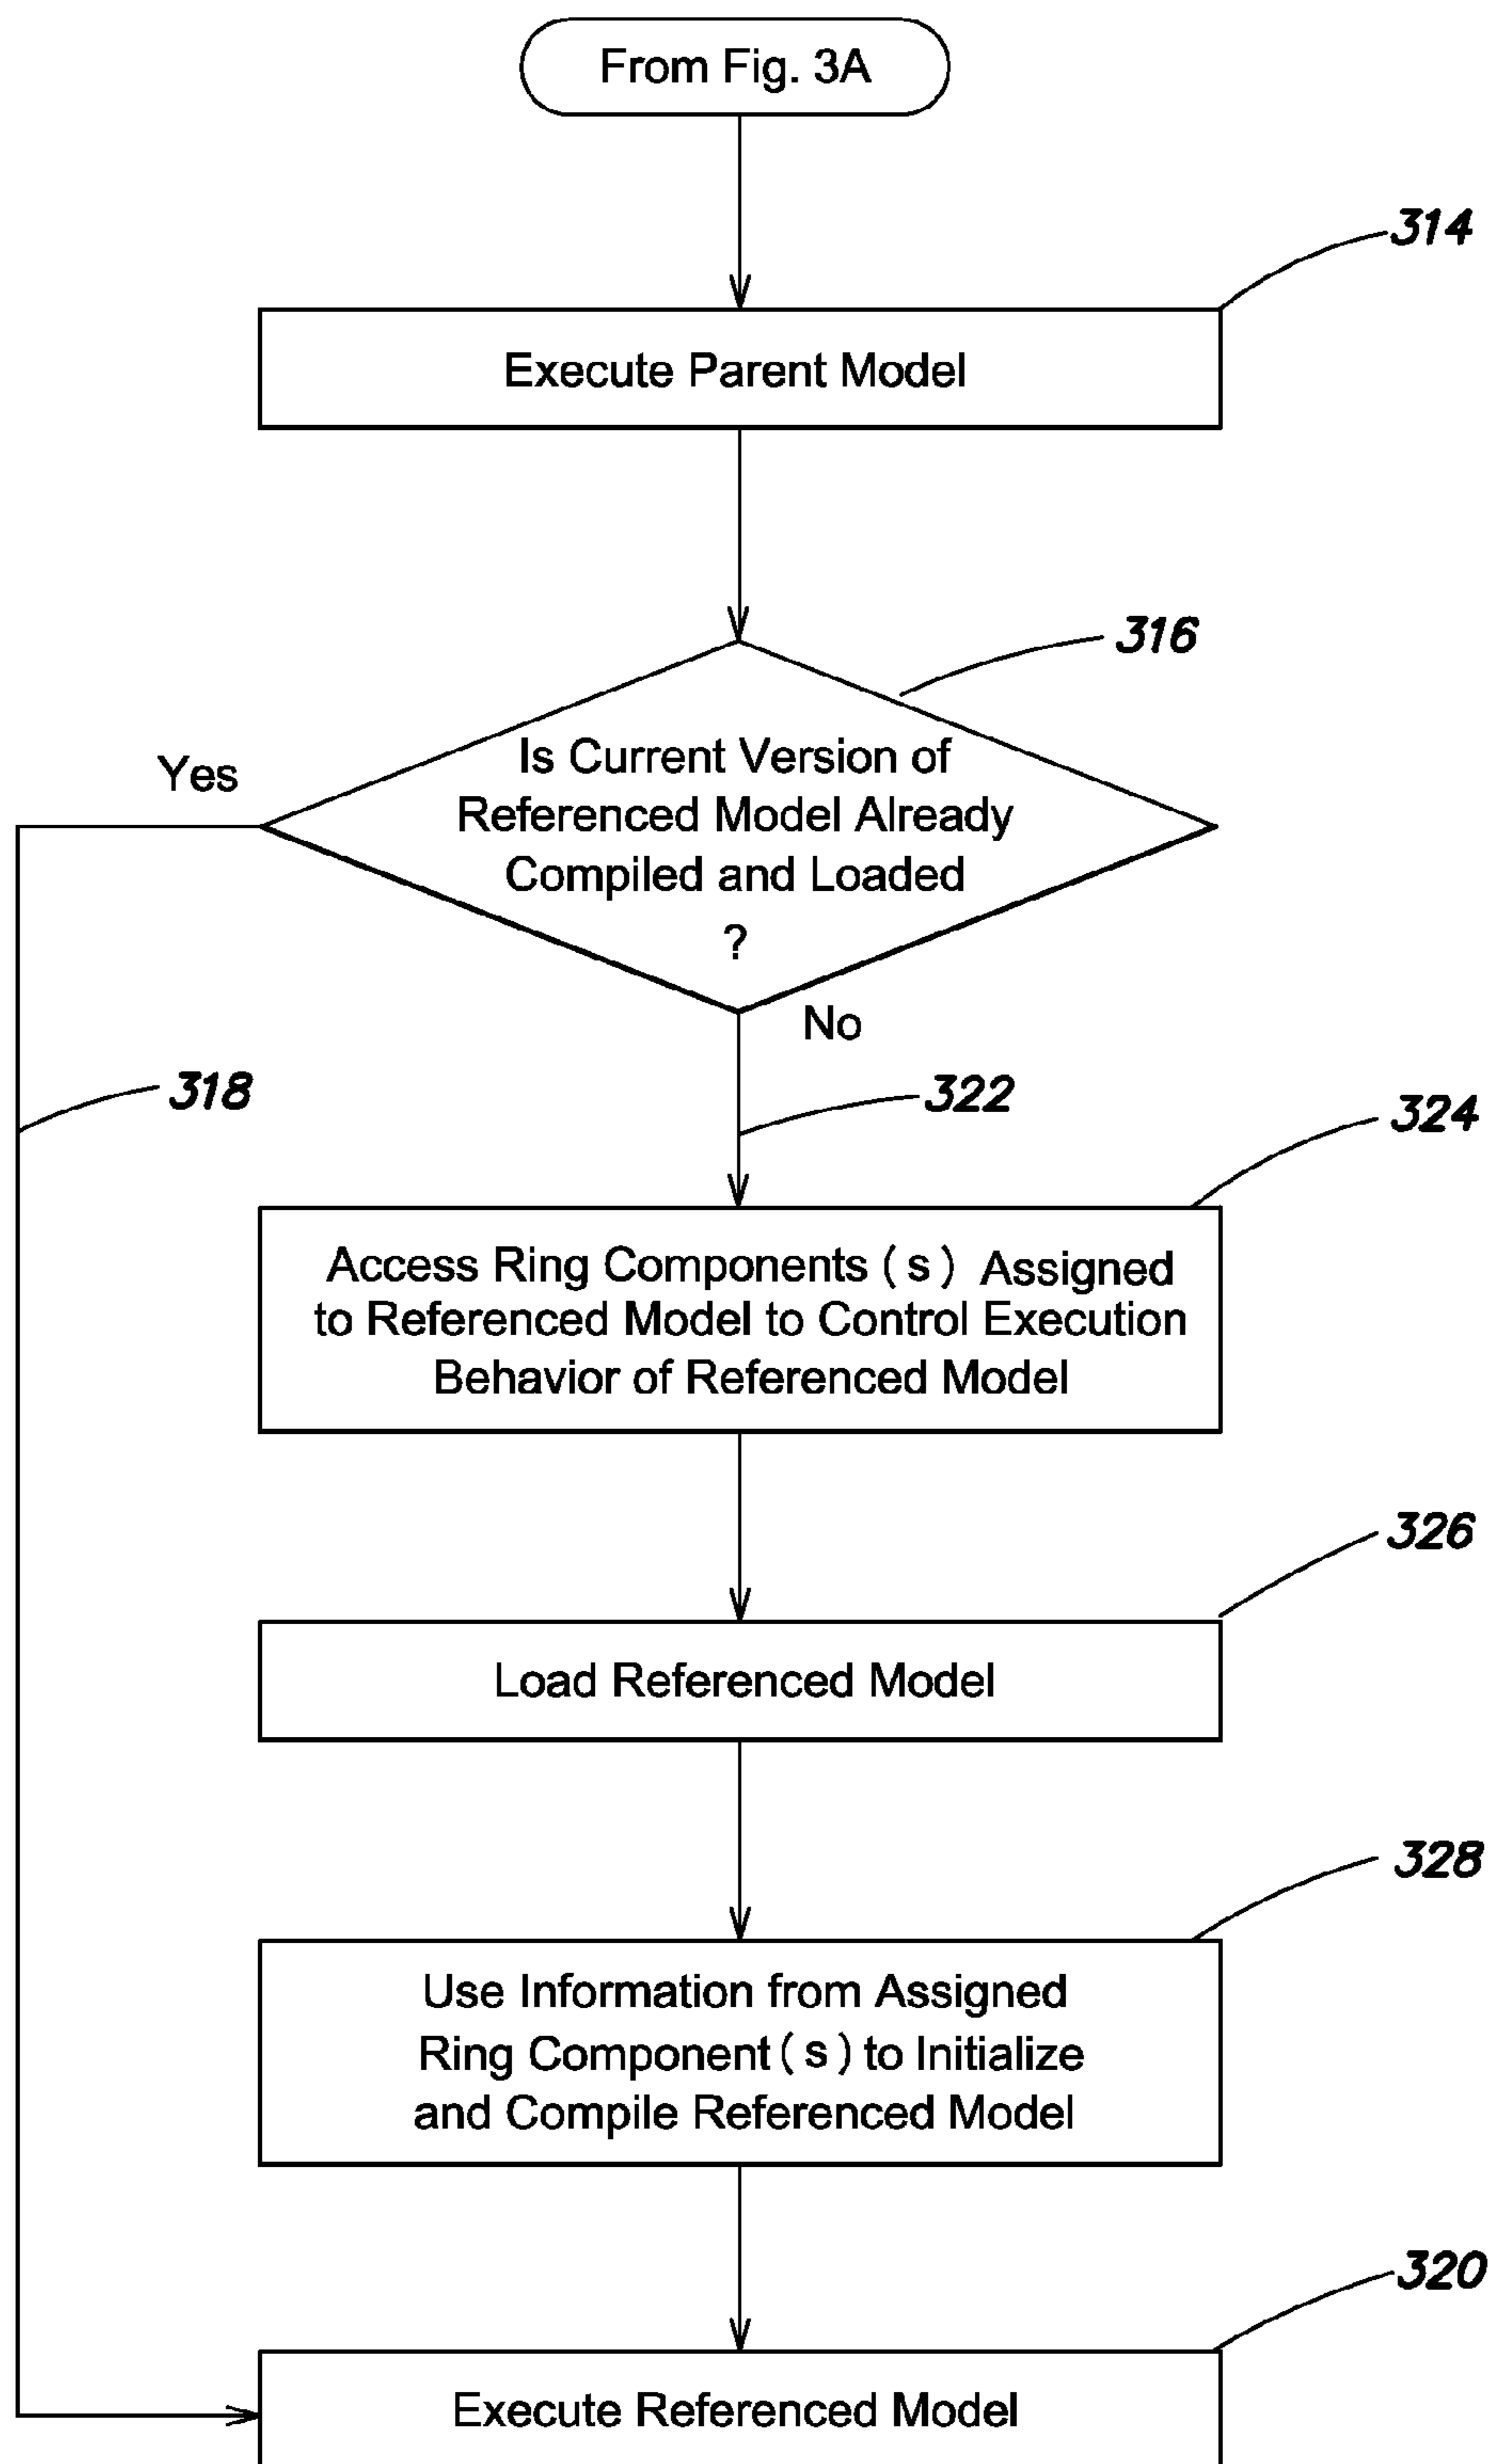 From Fig. 3A
314
Execute Parent Model
316
Yes
Is Current Version of
Referenced Model Already
Compiled and Loaded
?
No
318
322
324
Access Ring Components (s) Assigned
to Referenced Model to Control Execution
Behavior of Referenced Model
326
Load Referenced Model
328
Use Information from Assigned
Ring Component (s) to Initialize
and Compile Referenced Model
320
Execute Referenced Model